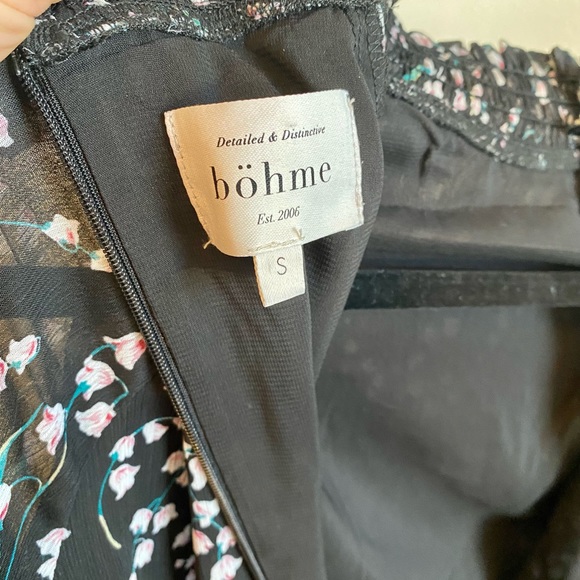 Detailed & Distinctive
böhme
Est. 2006
S